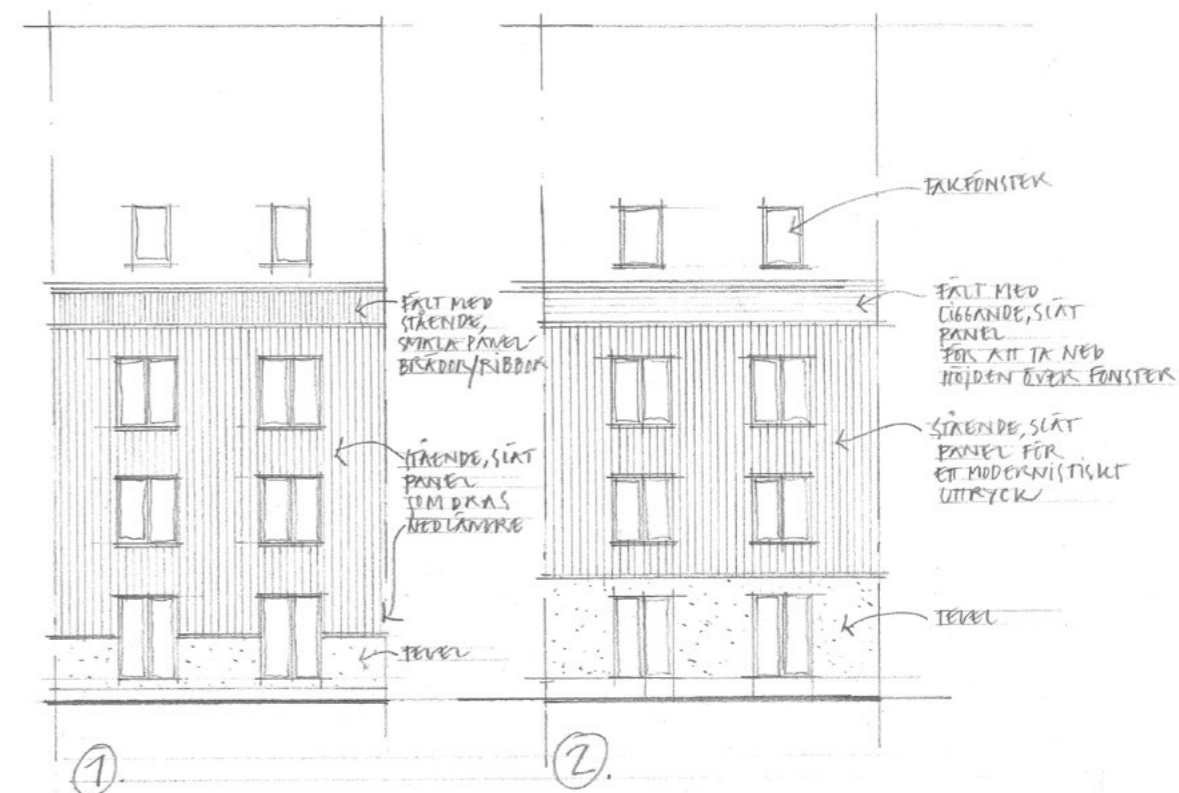 FÄLT MED
STÅENDE,
SMALA PANEL-
BRÄDOR/RIBBOR
STÅENDE, SLÄT
PANEL
SOM DRAS
NED LÄNGRE
TEGEL
1.
TAKFÖNSTER
FÄLT MED
LIGGANDE, SLÄT
PANEL
FÖR ATT TA NED
HÖJDEN ÖVER FÖNSTER
STÅENDE, SLÄT
PANEL FÖR
ETT MODERNISTISKT
UTTRYCK
TEGEL
2.